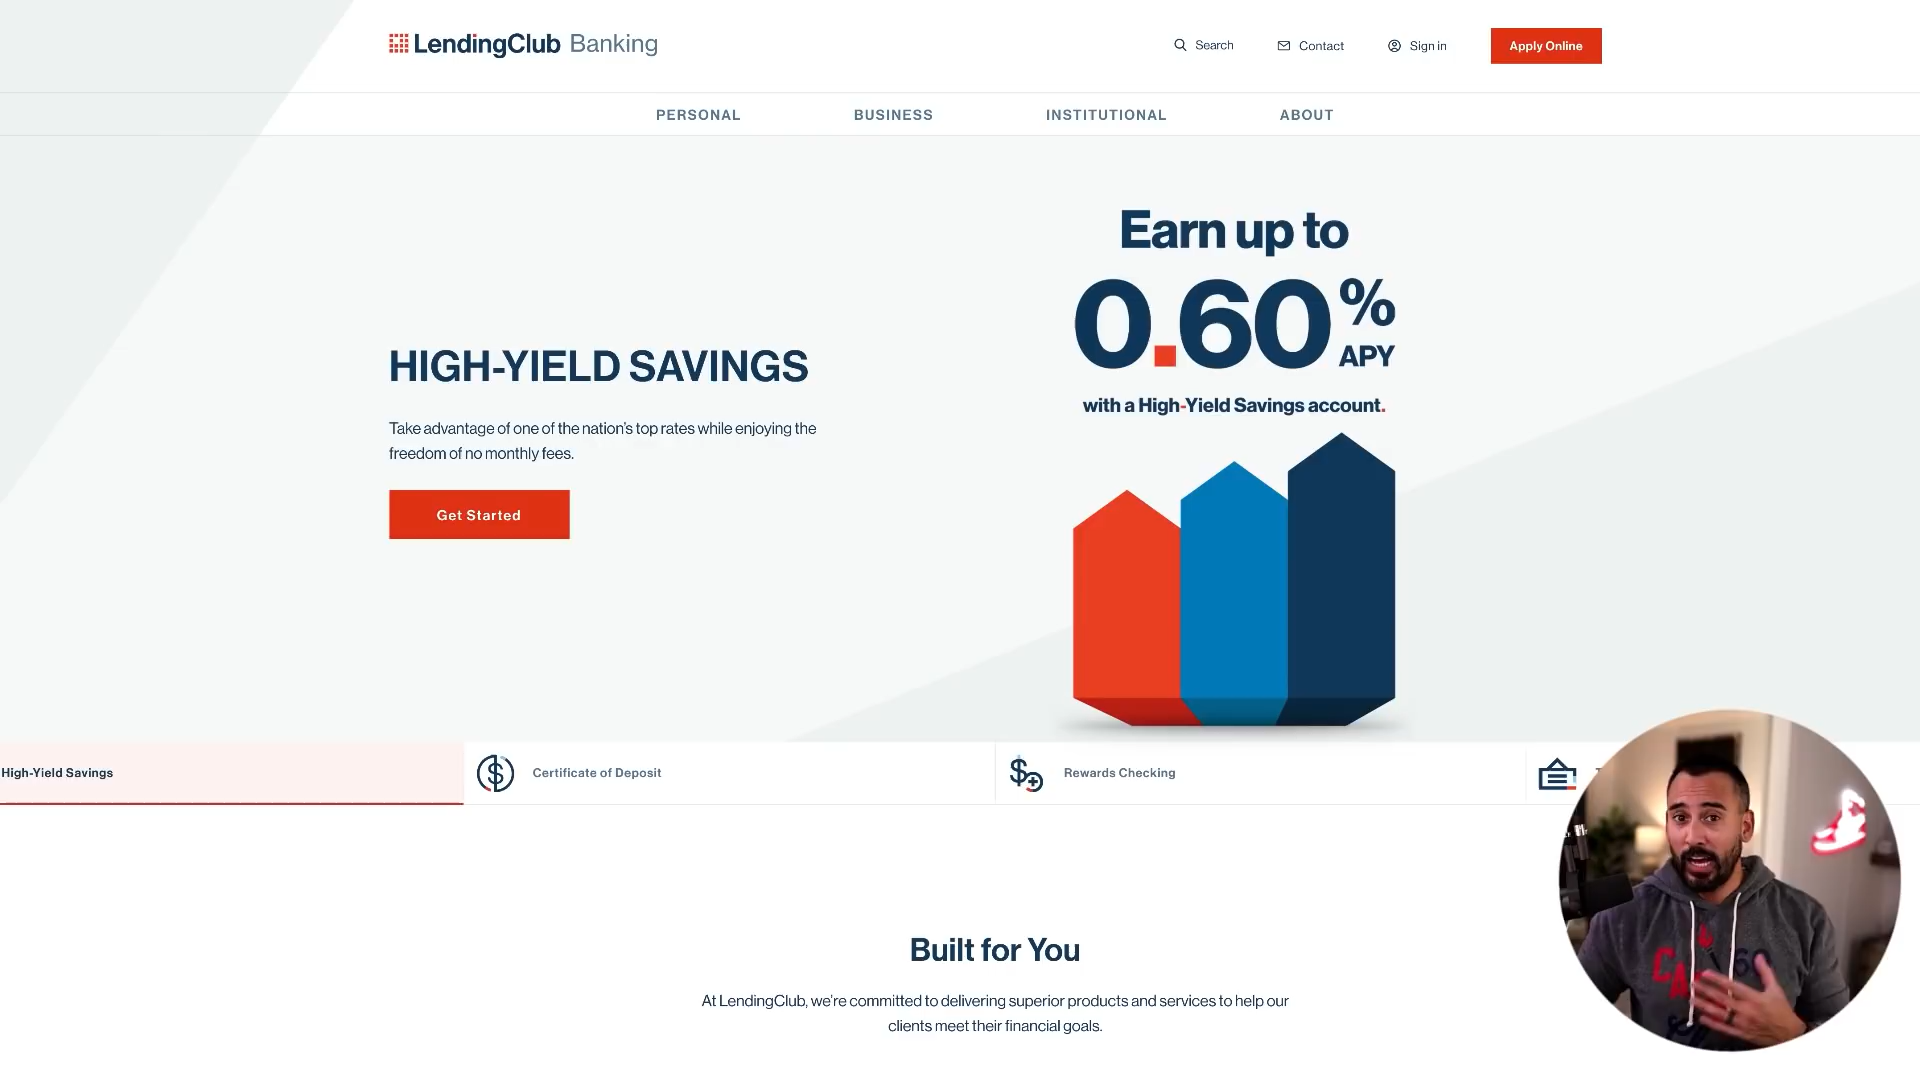 LendingClub Banking
Search
Contact
Sign in
Apply Online
PERSONAL
BUSINESS
INSTITUTIONAL
ABOUT
HIGH-YIELD SAVINGS
Take advantage of one of the nation's top rates while enjoying the
freedom of no monthly fees.
Get Started
Earn up to
0.60% APY
with a High-Yield Savings account.
High-Yield Savings
Certificate of Deposit
Rewards Checking
Built for You
At LendingClub, we're committed to delivering superior products and services to help our
clients meet their financial goals.